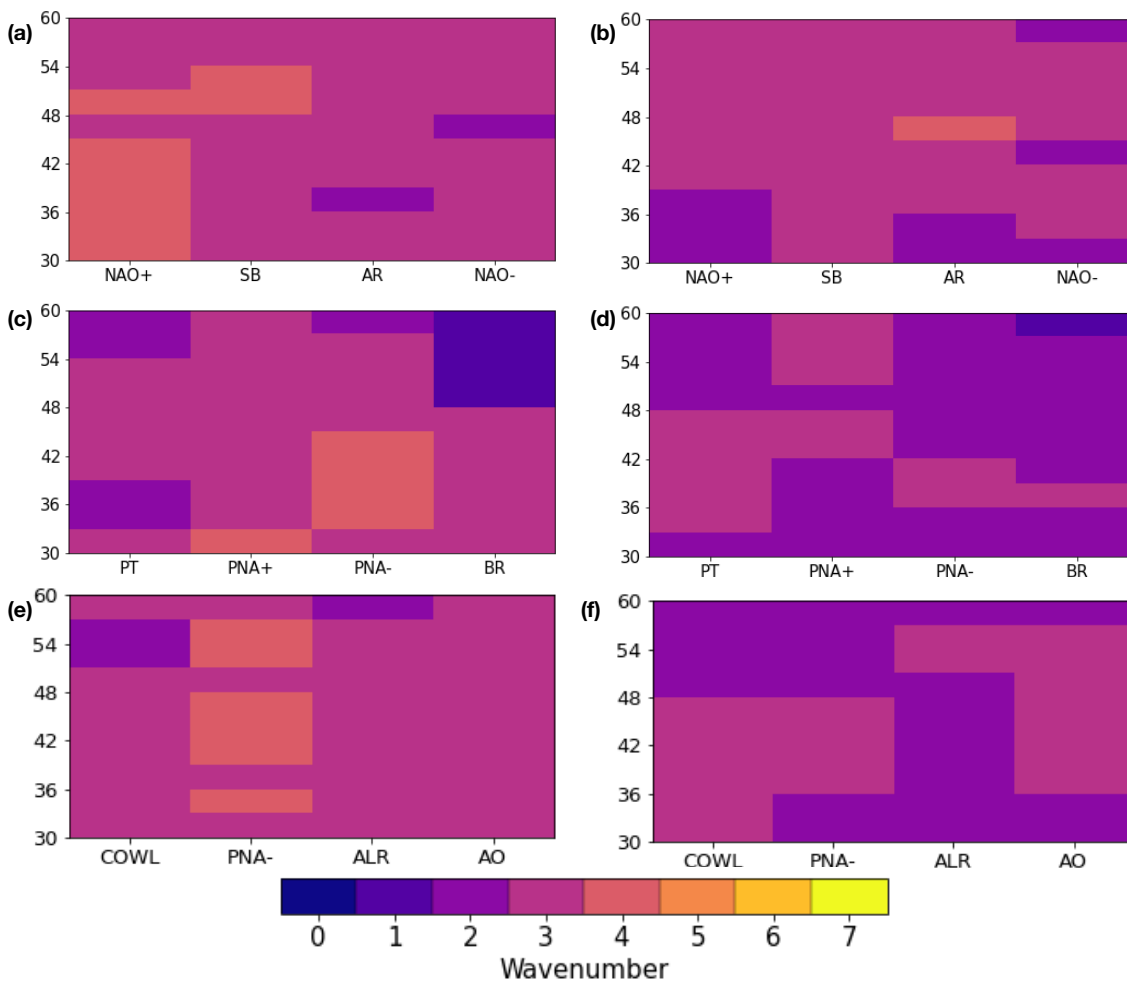 (a)
60
54
48
42
36
30
NAO+ SB AR NAO-
(b)
60
54
48
42
36
30
NAO+ SB AR NAO-
(c)
60
54
48
42
36
30
PT PNA+ PNA- BR
(d)
60
54
48
42
36
30
PT PNA+ PNA- BR
(e)
60
54
48
42
36
30
COWL PNA- ALR AO
(f)
60
54
48
42
36
30
COWL PNA- ALR AO
0 1 2 3 4 5 6 7
Wavenumber